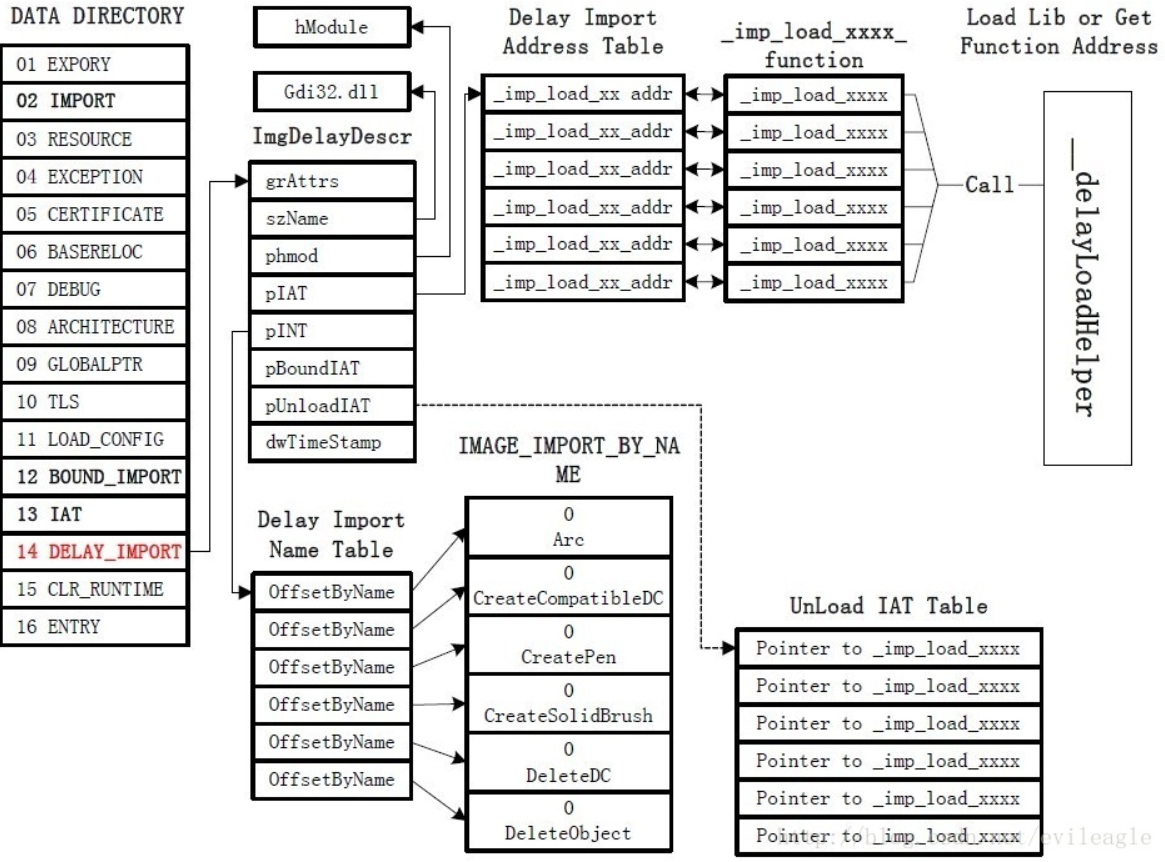 DATA DIRECTORY
01 EXPORY
02 IMPORT
03 RESOURCE
04 EXCEPTION
05 CERTIFICATE
06 BASERELOC
07 DEBUG
08 ARCHITECTURE
09 GLOBALPTR
10 TLS
11 LOAD_CONFIG
12 BOUND_IMPORT
13 IAT
14 DELAY_IMPORT
15 CLR_RUNTIME
16 ENTRY
hModule
Gdi32.dll
ImgDelayDescr
grAttrs
szName
phmod
pIAT
pINT
pBoundIAT
pUnloadIAT
dwTimeStamp
Delay Import
Address Table
_imp_load_xx addr
_imp_load_xx_addr
_imp_load_xx_addr
_imp_load_xx_addr
_imp_load_xx_addr
_imp_load_xx_addr
_imp_load_xxxx_
function
_imp_load_xxxx
_imp_load_xxxx
_imp_load_xxxx
_imp_load_xxxx
_imp_load_xxxx
_imp_load_xxxx
Call
Load Lib or Get
Function Address
__delayLoadHelper
Delay Import
Name Table
OffsetByName
OffsetByName
OffsetByName
OffsetByName
OffsetByName
OffsetByName
IMAGE_IMPORT_BY_NA
ME
0
Arc
0
CreateCompatibleDC
0
CreatePen
0
CreateSolidBrush
0
DeleteDC
0
DeleteObject
UnLoad IAT Table
Pointer to _imp_load_xxxx
Pointer to _imp_load_xxxx
Pointer to _imp_load_xxxx
Pointer to _imp_load_xxxx
Pointer to _imp_load_xxxx
Pointer to _imp_load_xxxx
http://blog.csdn.net/evileagle